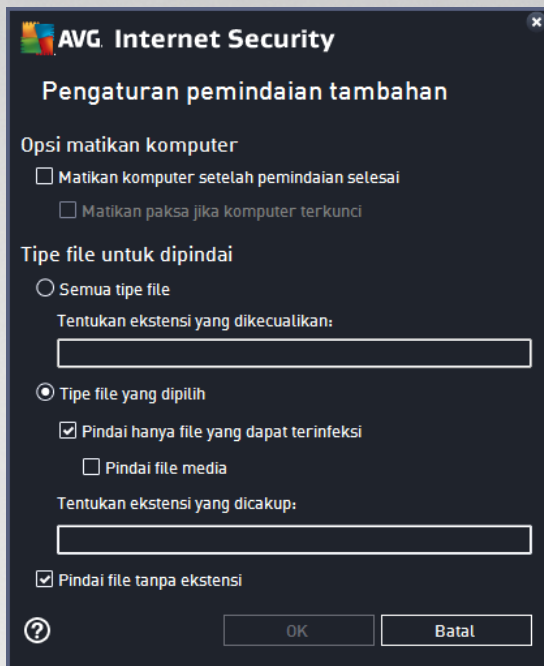 AVG Internet Security
Pengaturan pemindaian tambahan
Opsi matikan komputer
Matikan komputer setelah pemindaian selesai
Matikan paksa jika komputer terkunci
Tipe file untuk dipindai
Semua tipe file
Tentukan ekstensi yang dikecualikan:
Tipe file yang dipilih
Pindai hanya file yang dapat terinfeksi
Pindai file media
Tentukan ekstensi yang dicakup:
Pindai file tanpa ekstensi
?
OK
Batal